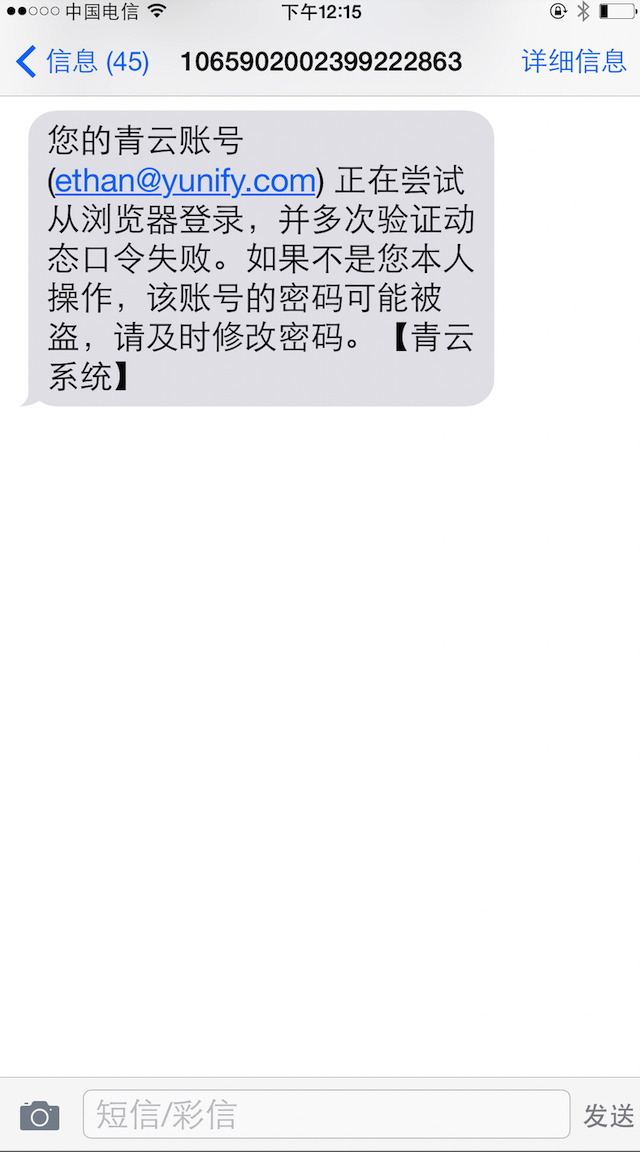 中国电信 下午12:15
信息 (45) 1065902002399222863 详细信息
您的青云账号
(ethan@yunify.com) 正在尝试
从浏览器登录，并多次验证动
态口令失败。如果不是您本人
操作，该账号的密码可能被
盗，请及时修改密码。【青云
系统】
短信/彩信 发送